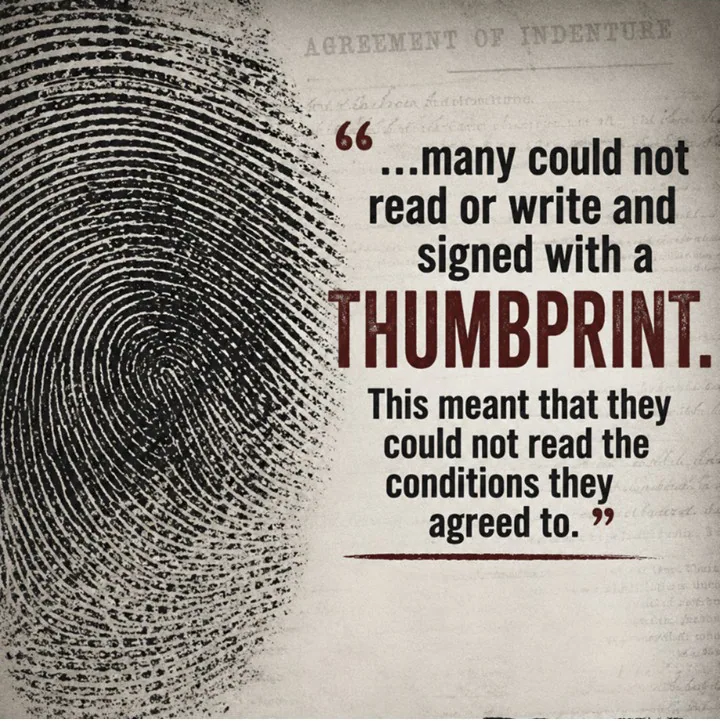 AGREEMENT OF INDENTURE
“ ...many could not
read or write and
signed with a
THUMBPRINT.
This meant that they
could not read the
conditions they
agreed to. ”